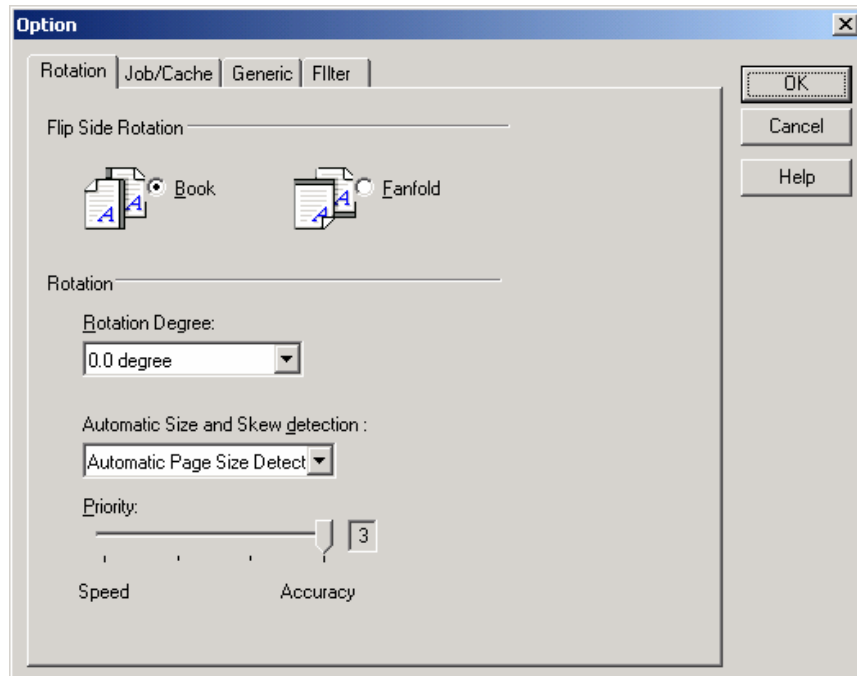 Option
Rotation Job/Cache Generic FIlter
OK
Cancel
Help
Flip Side Rotation
A A Book A A Fanfold
Rotation
Rotation Degree:
0.0 degree
Automatic Size and Skew detection :
Automatic Page Size Detect
Priority:
3
Speed Accuracy